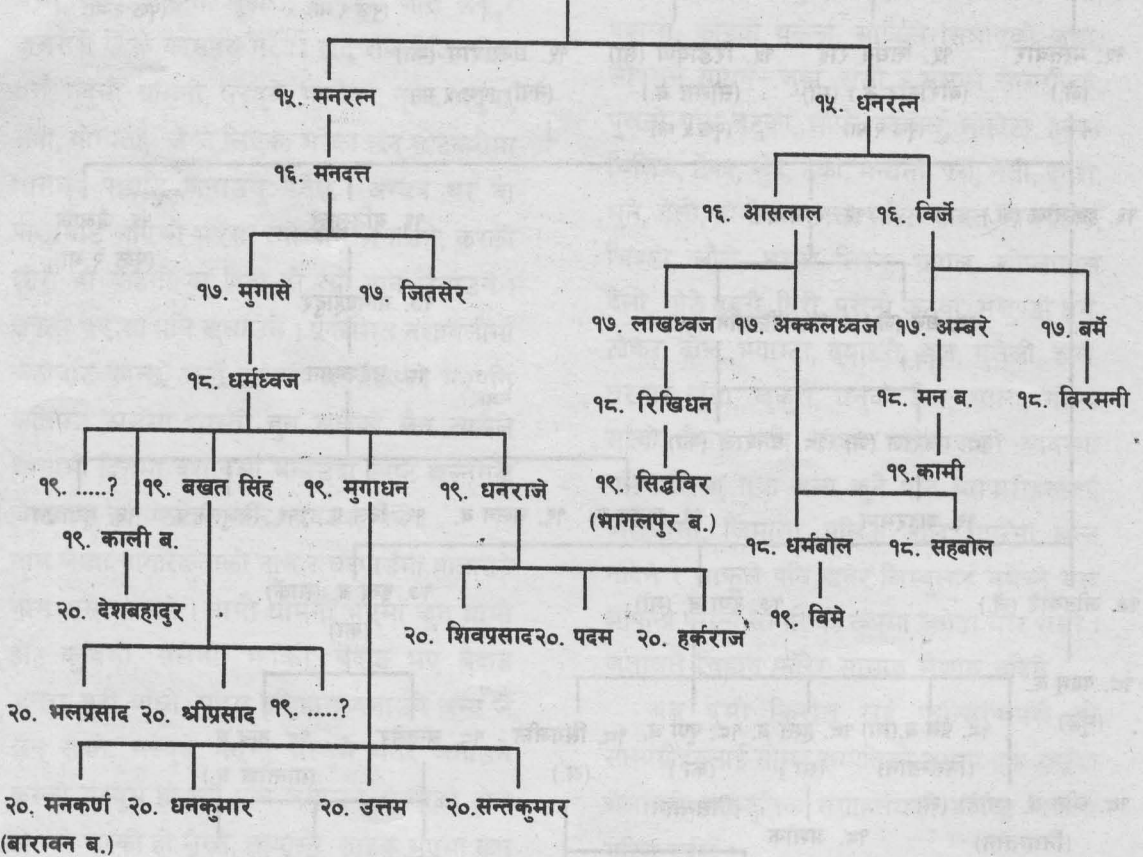 १५. मनरत्न १५. धनरत्न
१६. मनदत्त
१६. आसलाल १६. विर्जे
१७. मुगासे १७. जितसेर
१७. लाखध्वज १७. अक्कलध्वज १७. अम्बरे १७. बर्मे
१८. धर्मध्वज
१८. रिखिधन १८. मन ब. १८. विरमनी
१९. .....? १९. बखत सिंह १९. मुगाधन १९. धनराजे
१९. सिद्धविर १९. कामी
(भागलपुर ब.)
१९. काली ब.
१८. धर्मबोल १८. सहबोल
२०. देशबहादुर
२०. शिवप्रसाद २०. पदम २०. हर्कराज १९. विमे
२०. भलप्रसाद २०. श्रीप्रसाद १९. .....?
२०. मनकर्ण २०. धनकुमार २०. उत्तम २०. सन्तकुमार
(बारावन ब.)